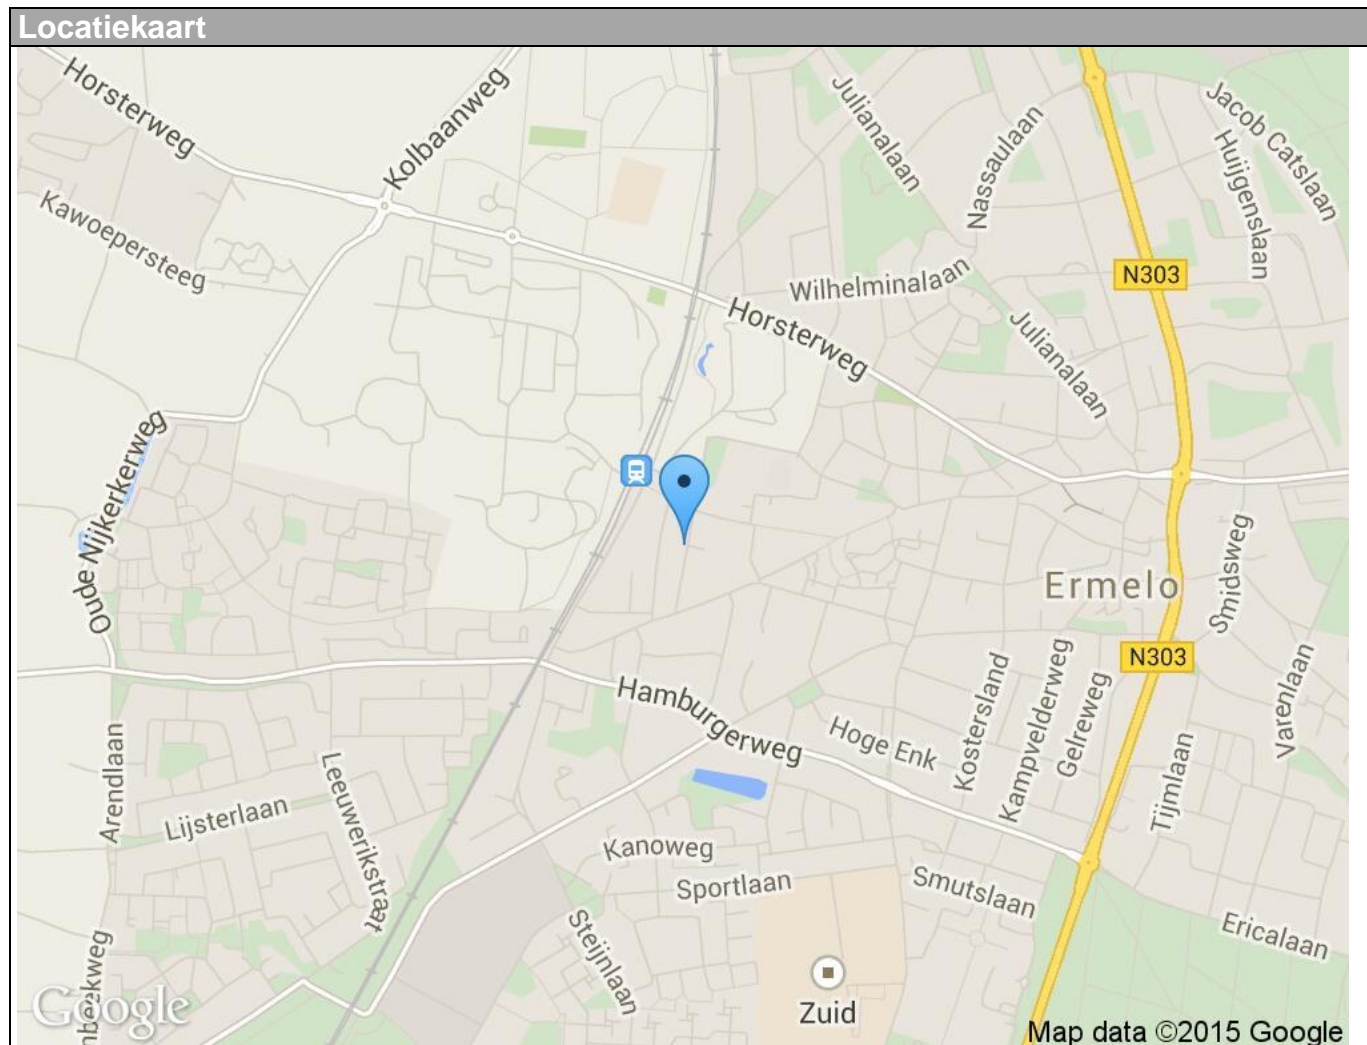 Locatiekaart
Horsterweg
Kolbaanweg
Julianalaan
Nassaulaan
Jacob Catslaan
Huijgenslaan
Kawoepersteeg
N303
Wilhelminalaan
Horsterweg
Julianalaan
Oude Nijkerkerweg
Smidsweg
Ermelo
N303
Hamburgerweg
Hoge Enk
Kostersland
Kampvelderweg
Gelreweg
Varenlaan
Tijmlaan
Arendlaan
Lijsterlaan
Leeuwerikstraat
Kanoweg
Sportlaan
Smutslaan
Steijnlaan
Ericalaan
Zuid
Google
Map data ©2015 Google